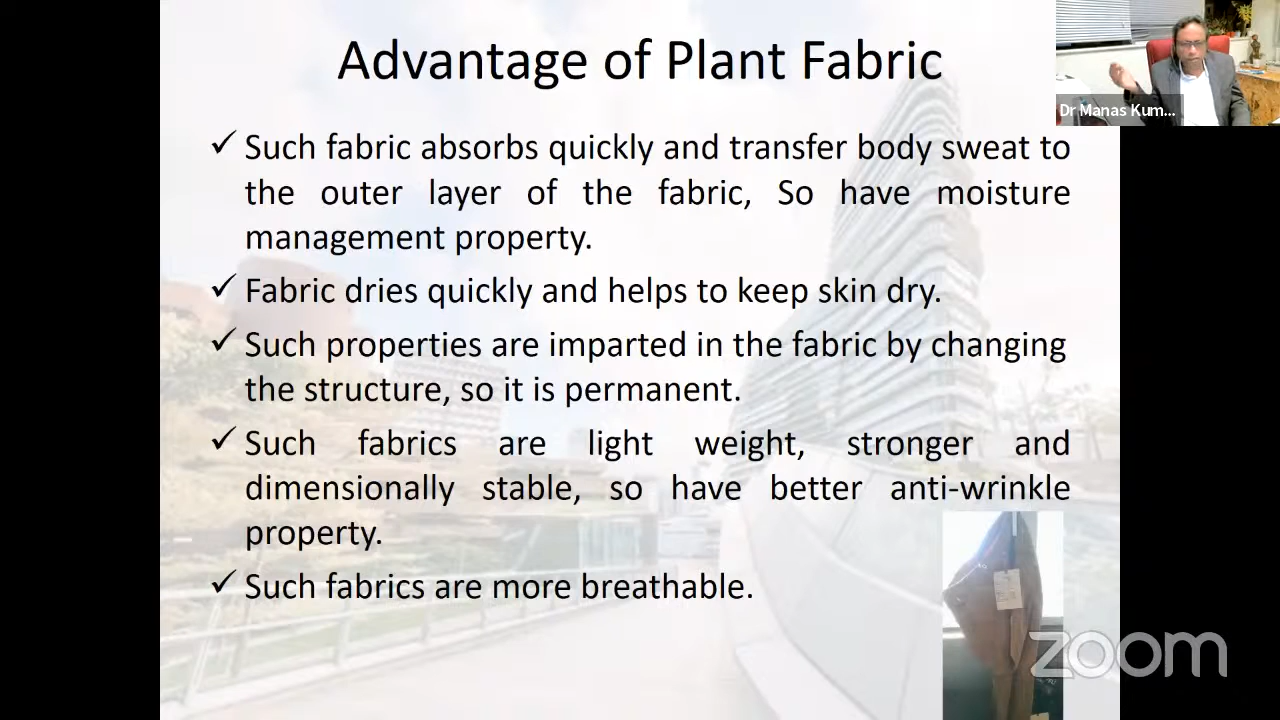 Advantage of Plant Fabric
Dr Manas Kum...
✓ Such fabric absorbs quickly and transfer body sweat to
the outer layer of the fabric, So have moisture
management property.
✓ Fabric dries quickly and helps to keep skin dry.
✓ Such properties are imparted in the fabric by changing
the structure, so it is permanent.
✓ Such fabrics are light weight, stronger and
dimensionally stable, so have better anti-wrinkle
property.
✓ Such fabrics are more breathable.
zoom